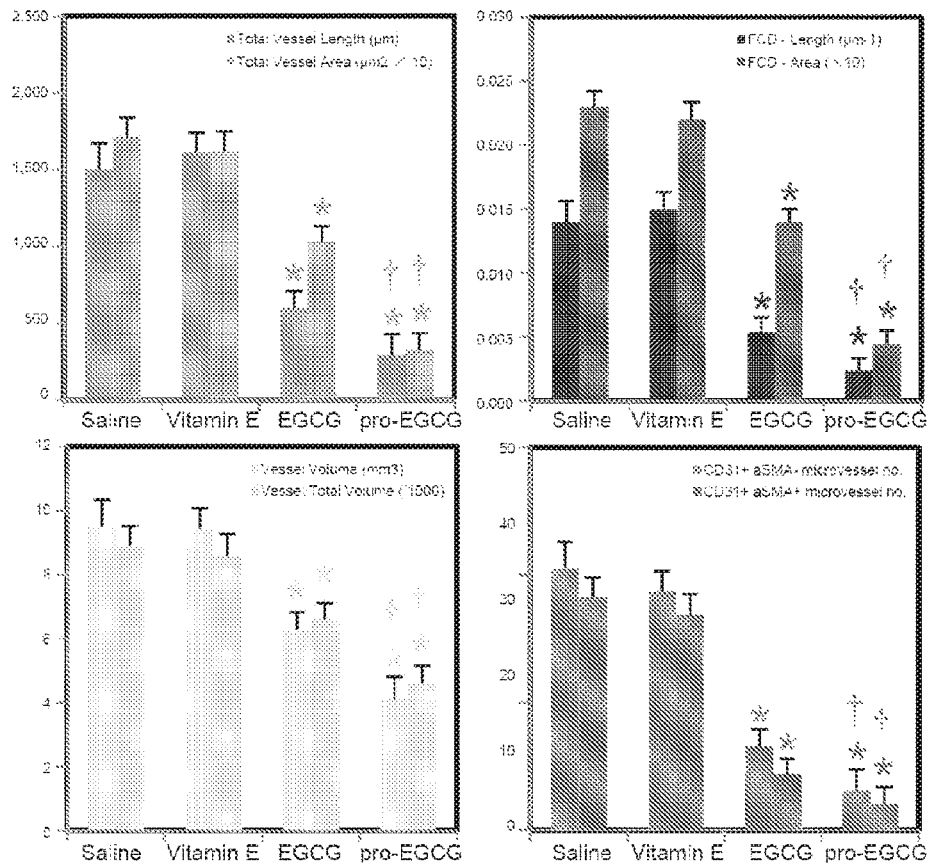 2,500
Total Vessel Length (µm)
Total Vessel Area (µm2 / 10)
2,000
1,500
1,000
500
0
Saline Vitamin E EGCG pro-EGCG
* * * *
† †
0.030
FCD - Length (µm-1)
FCD - Area (×10)
0.025
0.020
0.015
0.010
0.005
0.000
* * * *
† †
Saline Vitamin E EGCG pro-EGCG
12
Vessel Volume (mm3)
Vessel Total Volume (*1000)
10
8
6
4
2
0
* * * *
† †
Saline Vitamin E EGCG pro-EGCG
50
CD31+ aSMA- microvessel no.
CD31+ aSMA+ microvessel no.
40
30
20
10
0
* * * *
† †
Saline Vitamin E EGCG pro-EGCG